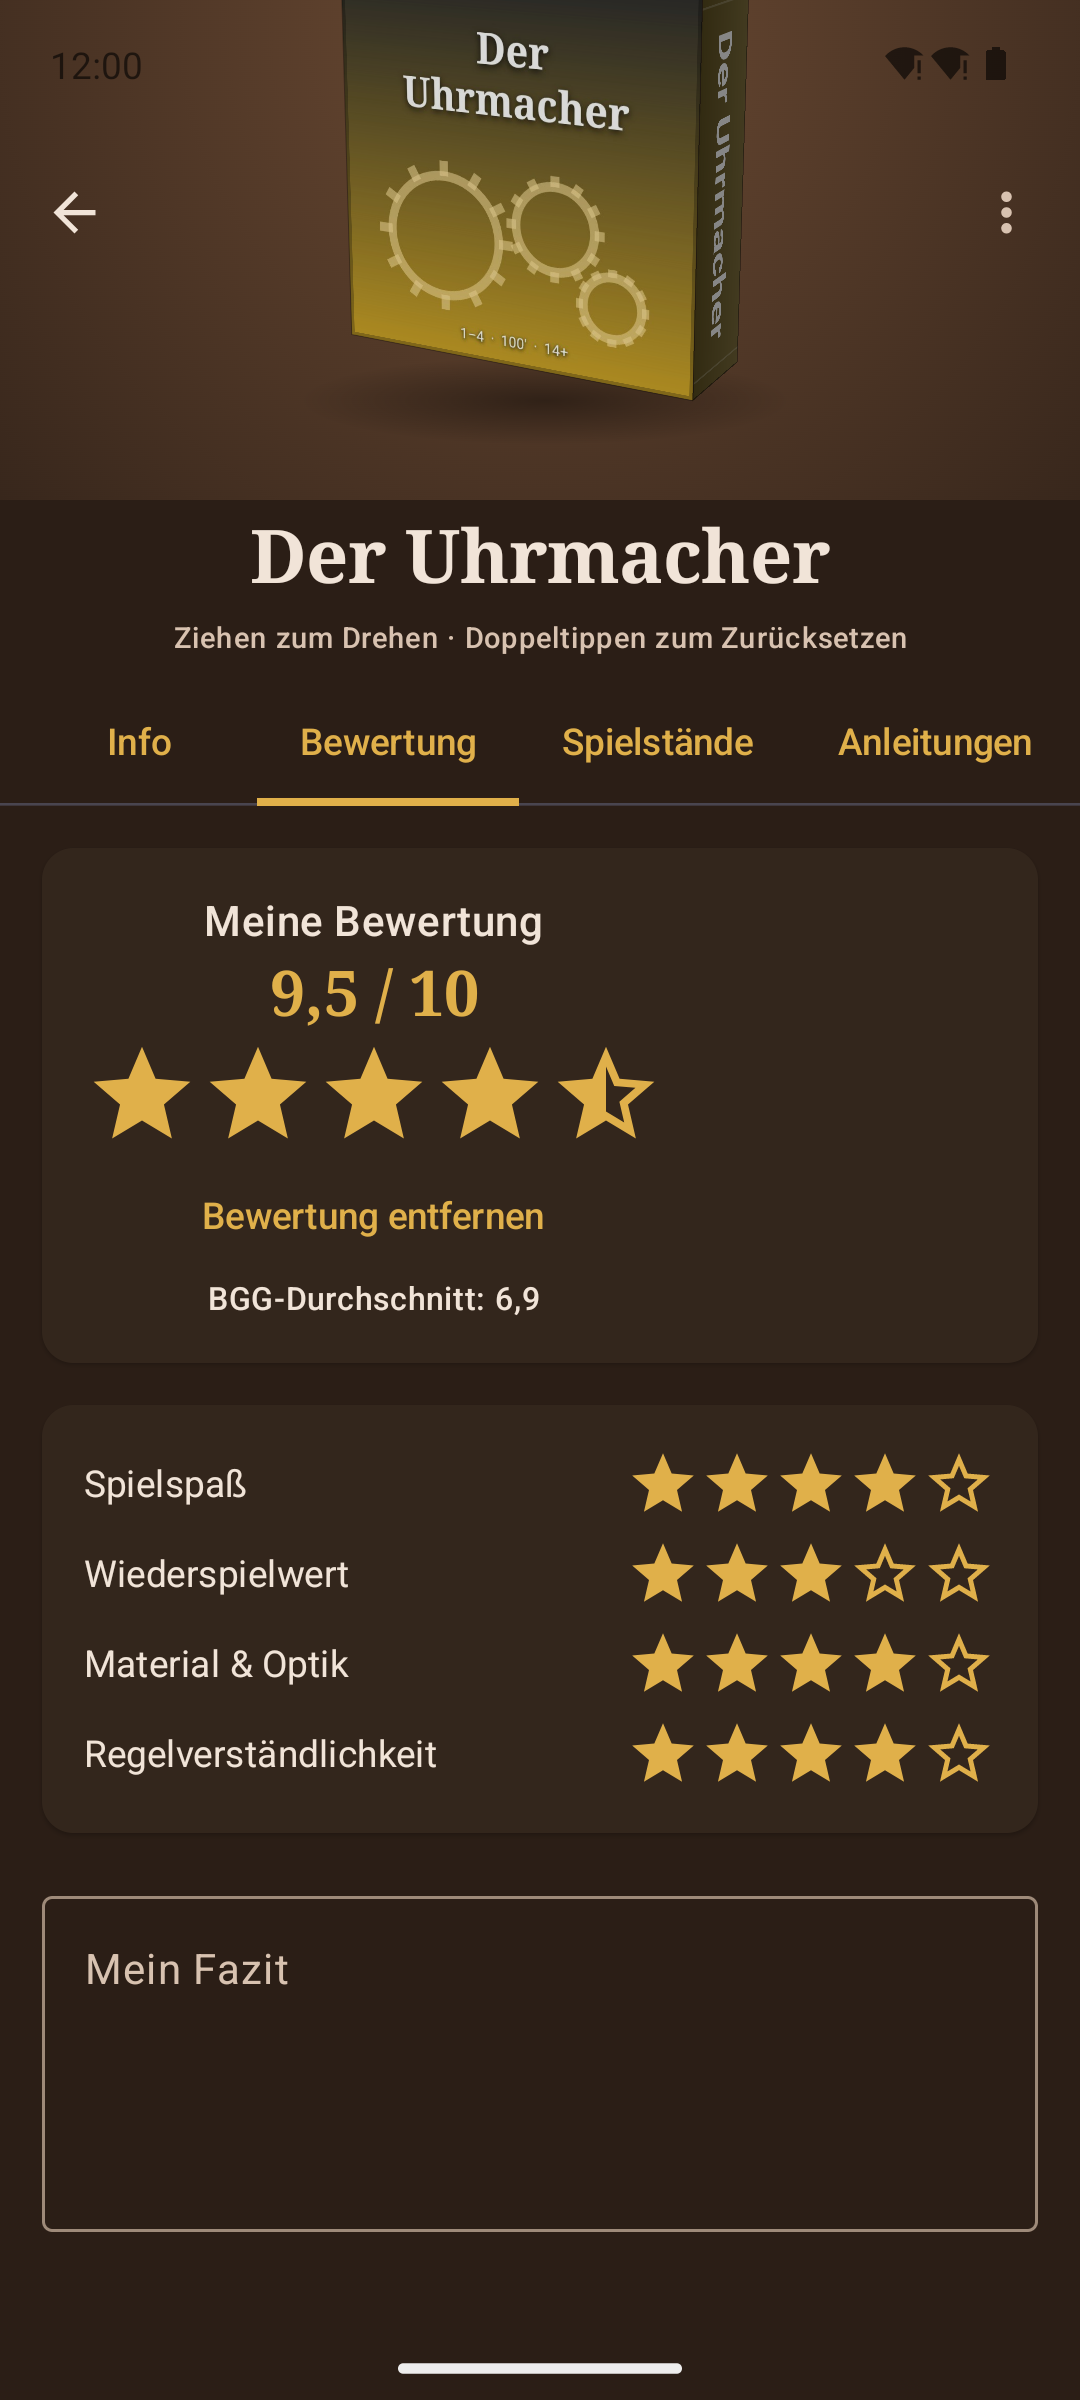 12:00
Der
Uhrmacher
Der Uhrmacher
1–4 · 100' · 14+
Der Uhrmacher
Ziehen zum Drehen · Doppeltippen zum Zurücksetzen
Info Bewertung Spielstände Anleitungen
Meine Bewertung
9,5 / 10
Bewertung entfernen
BGG-Durchschnitt: 6,9
Spielspaß
Wiederspielwert
Material & Optik
Regelverständlichkeit
Mein Fazit